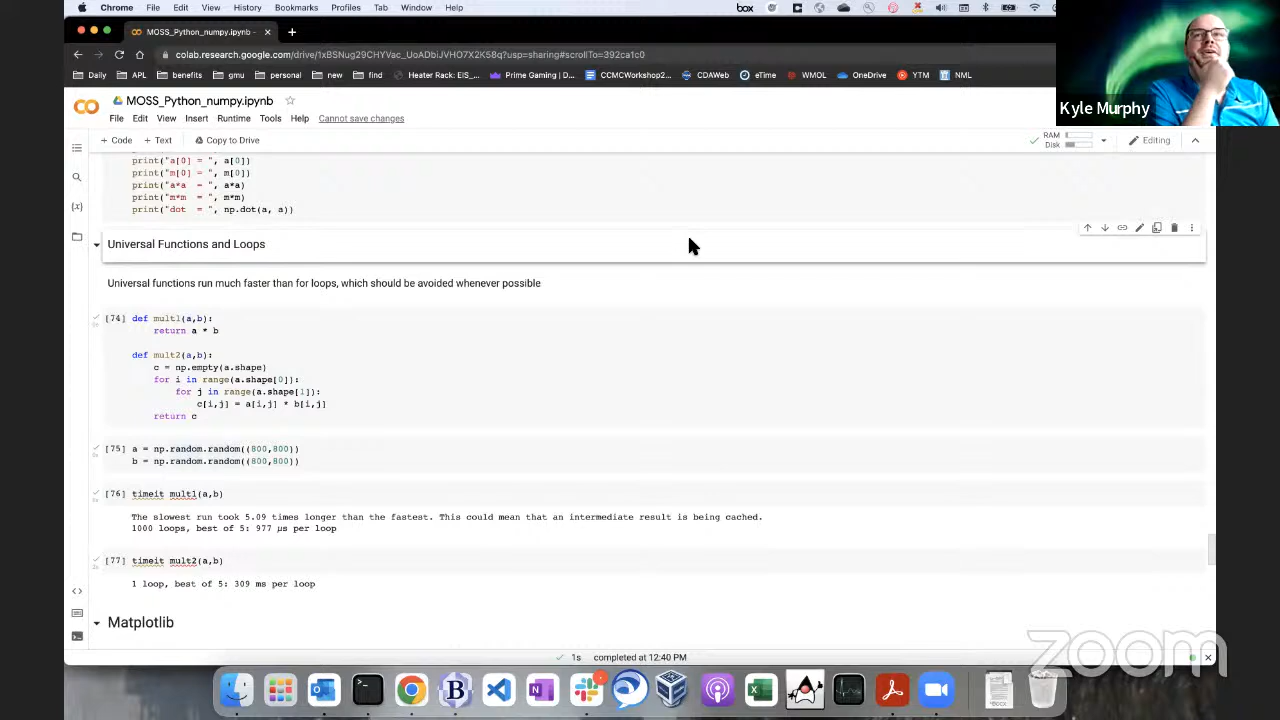 Chrome File Edit View History Bookmarks Profiles Tab Window Help box
MOSS_Python_numpy.ipynb -
colab.research.google.com/drive/1xBSNug29CHYVac_UoADbiJVHO7X2K58q?usp=sharing#scrollTo=392ca1c0
Daily APL benefits gmu personal new find Heater Rack: EIS_... Prime Gaming | D... CCMCWorkshop2... CDAWeb eTime WMOL OneDrive YTM NML
Kyle Murphy
MOSS_Python_numpy.ipynb
File Edit View Insert Runtime Tools Help Cannot save changes
+ Code + Text Copy to Drive
RAM
Disk
Editing
print("a[0] = ", a[0])
print("m[0] = ", m[0])
print("a*a = ", a*a)
print("m*m = ", m*m)
print("dot = ", np.dot(a, a))
Universal Functions and Loops
Universal functions run much faster than for loops, which should be avoided whenever possible
[74] def mult1(a,b):
return a * b
def mult2(a,b):
c = np.empty(a.shape)
for i in range(a.shape[0]):
for j in range(a.shape[1]):
c[i,j] = a[i,j] * b[i,j]
return c
[75] a = np.random.random((800,800))
b = np.random.random((800,800))
[76] timeit mult1(a,b)
The slowest run took 5.09 times longer than the fastest. This could mean that an intermediate result is being cached.
1000 loops, best of 5: 977 µs per loop
[77] timeit mult2(a,b)
1 loop, best of 5: 309 ms per loop
Matplotlib
1s completed at 12:40 PM
zoom